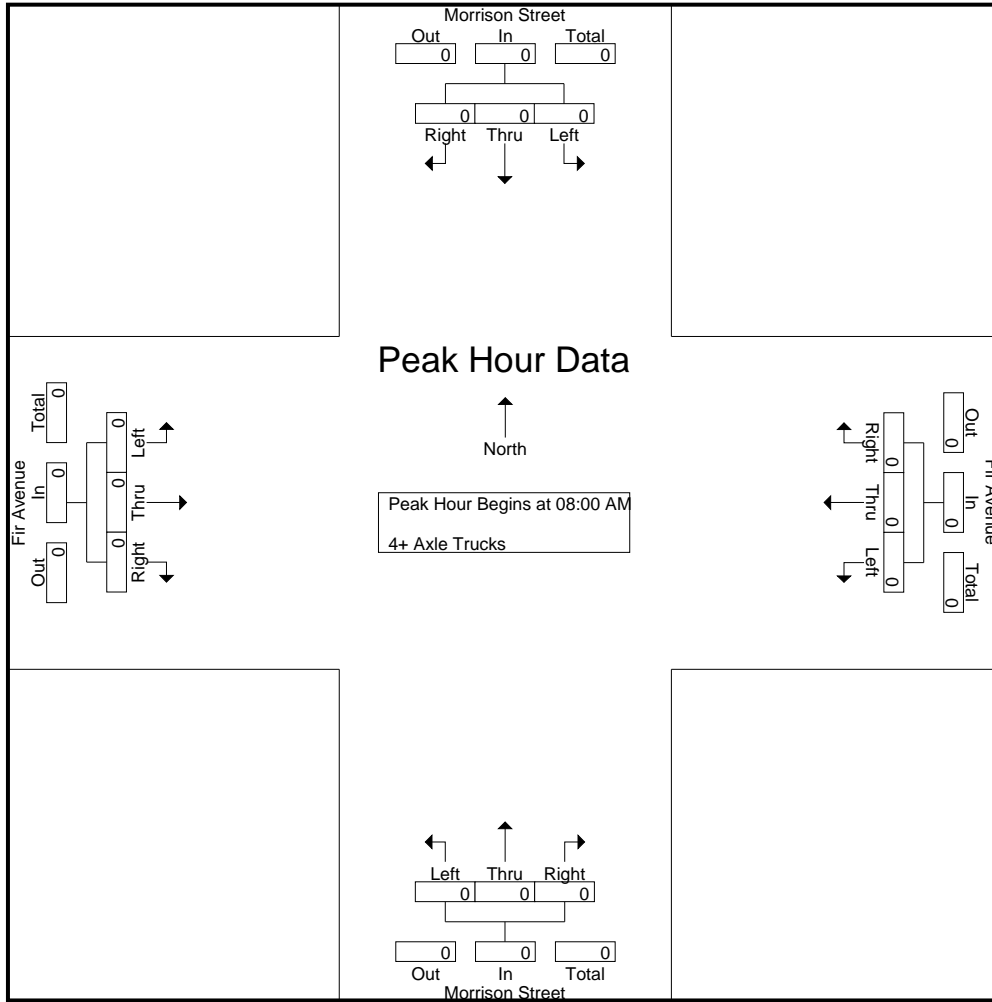 Morrison Street
Out In Total
0 0 0
0 0 0
Right Thru Left
Peak Hour Data
North
Peak Hour Begins at 08:00 AM
4+ Axle Trucks
Fir Avenue
Total In Out
0 0 0
0 0 0
Left Thru Right
Fir Avenue
Out In Total
0 0 0
0 0 0
Right Thru Left
Left Thru Right
0 0 0
0 0 0
Out In Total
Morrison Street